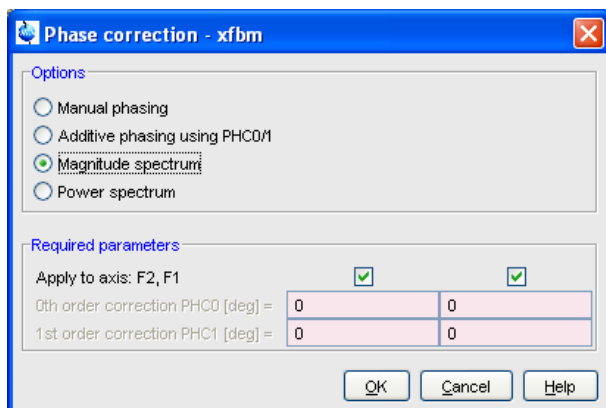 Phase correction - xfbm
Options
Manual phasing
Additive phasing using PHC0/1
Magnitude spectrum
Power spectrum
Required parameters
Apply to axis: F2, F1
0th order correction PHC0 [deg] = 0 0
1st order correction PHC1 [deg] = 0 0
OK Cancel Help